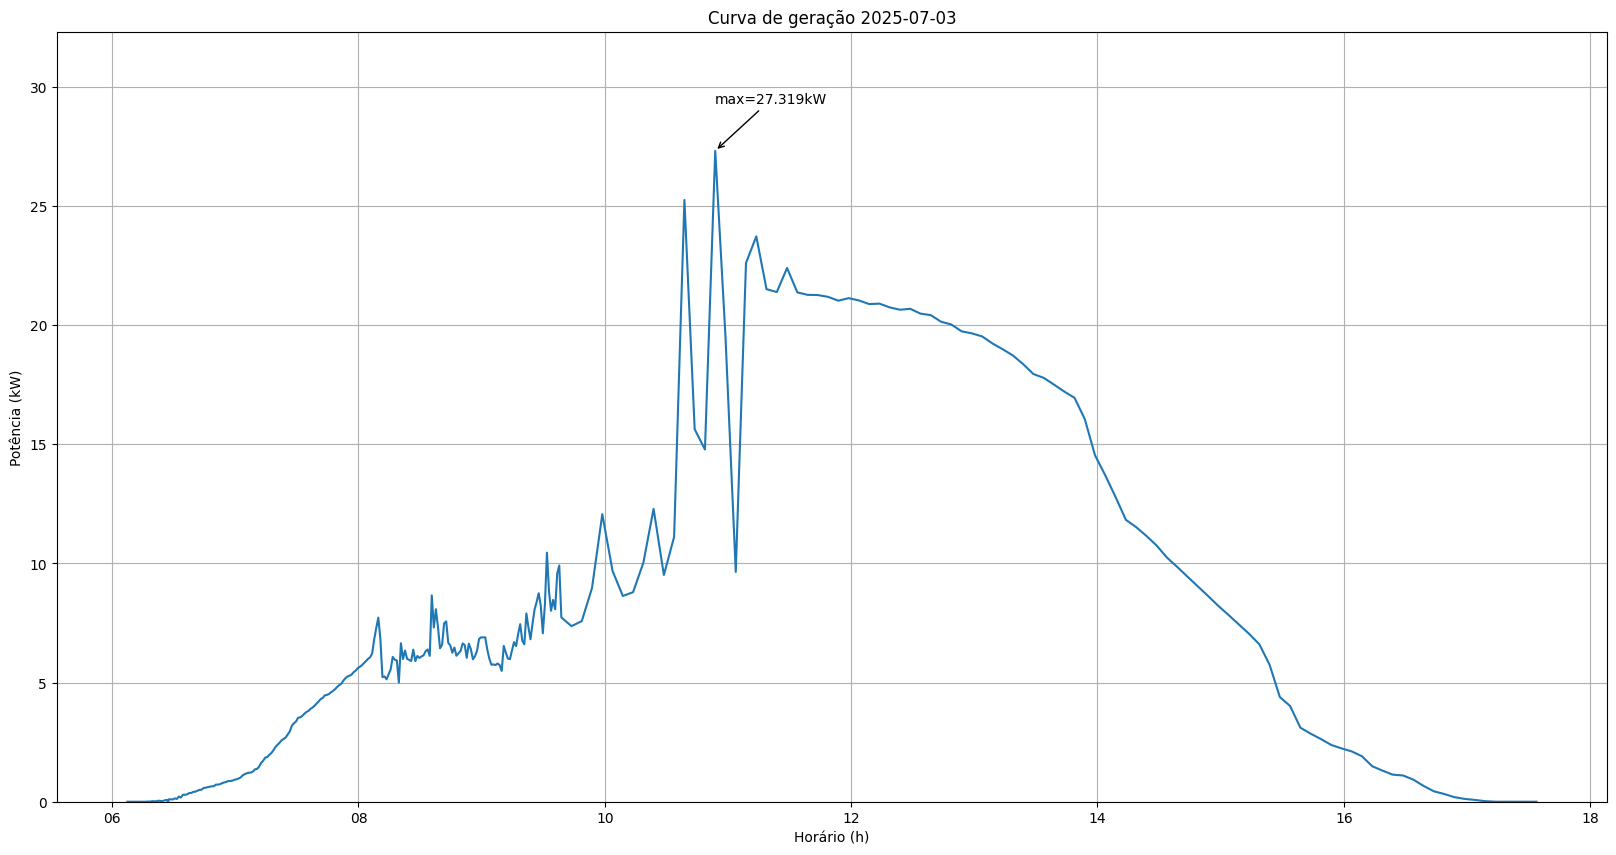 Curva de geração 2025-07-03
30
max=27.319kW
25
20
15
Potência (kW)
10
5
0
06 08 10 12 14 16 18
Horário (h)